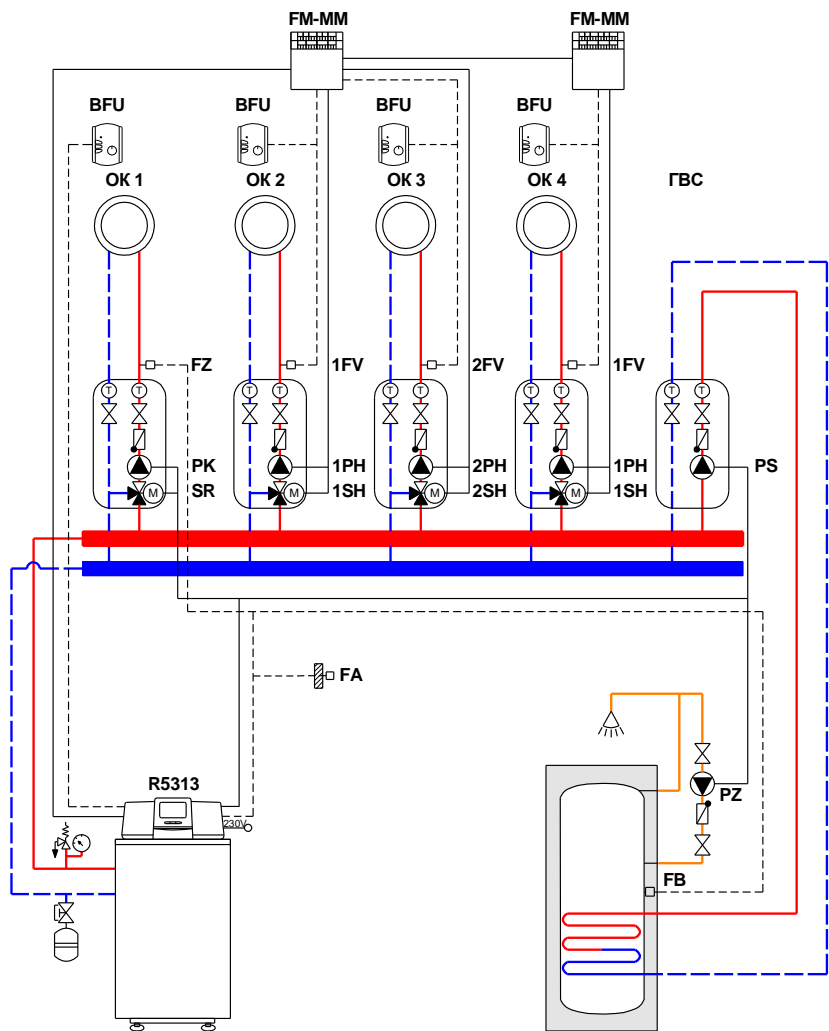 FM-MM FM-MM
BFU BFU BFU BFU
ОК 1 ОК 2 ОК 3 ОК 4 ГВС
FZ 1FV 2FV 1FV
T T T T T T T T T T
PK 1PH 2PH 1PH PS
M M M M
SR 1SH 2SH 1SH
FA
R5313
230V
PZ
FB